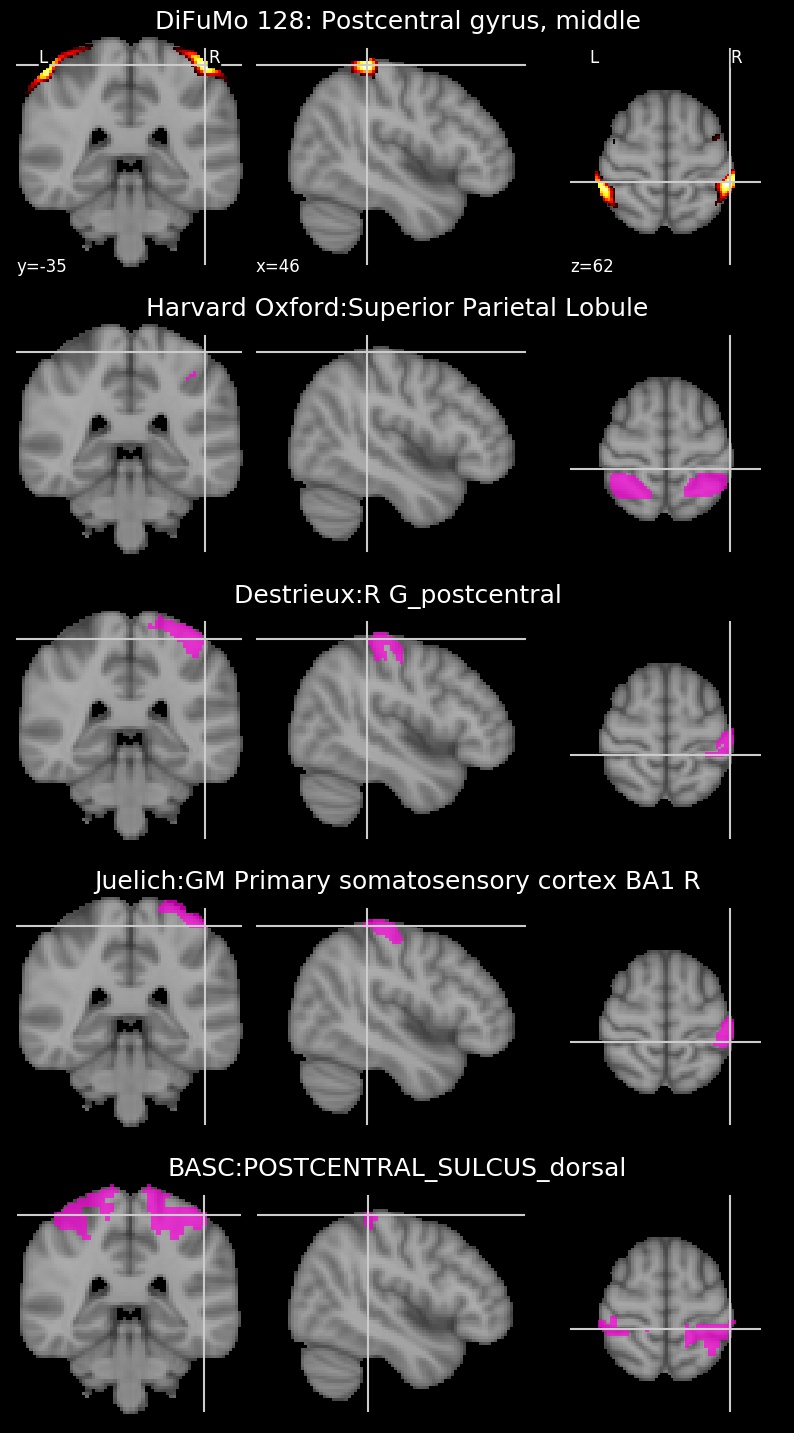 DiFuMo 128: Postcentral gyrus, middle
L R L R
y=-35 x=46 z=62
Harvard Oxford:Superior Parietal Lobule
Destrieux:R G_postcentral
Juelich:GM Primary somatosensory cortex BA1 R
BASC:POSTCENTRAL_SULCUS_dorsal